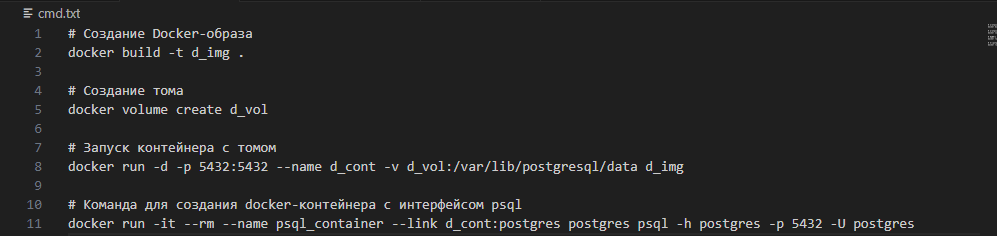 cmd.txt
1 # Создание Docker-образа
2 docker build -t d_img .
3
4 # Создание тома
5 docker volume create d_vol
6
7 # Запуск контейнера с томом
8 docker run -d -p 5432:5432 --name d_cont -v d_vol:/var/lib/postgresql/data d_img
9
10 # Команда для создания docker-контейнера с интерфейсом psql
11 docker run -it --rm --name psql_container --link d_cont:postgres postgres psql -h postgres -p 5432 -U postgres